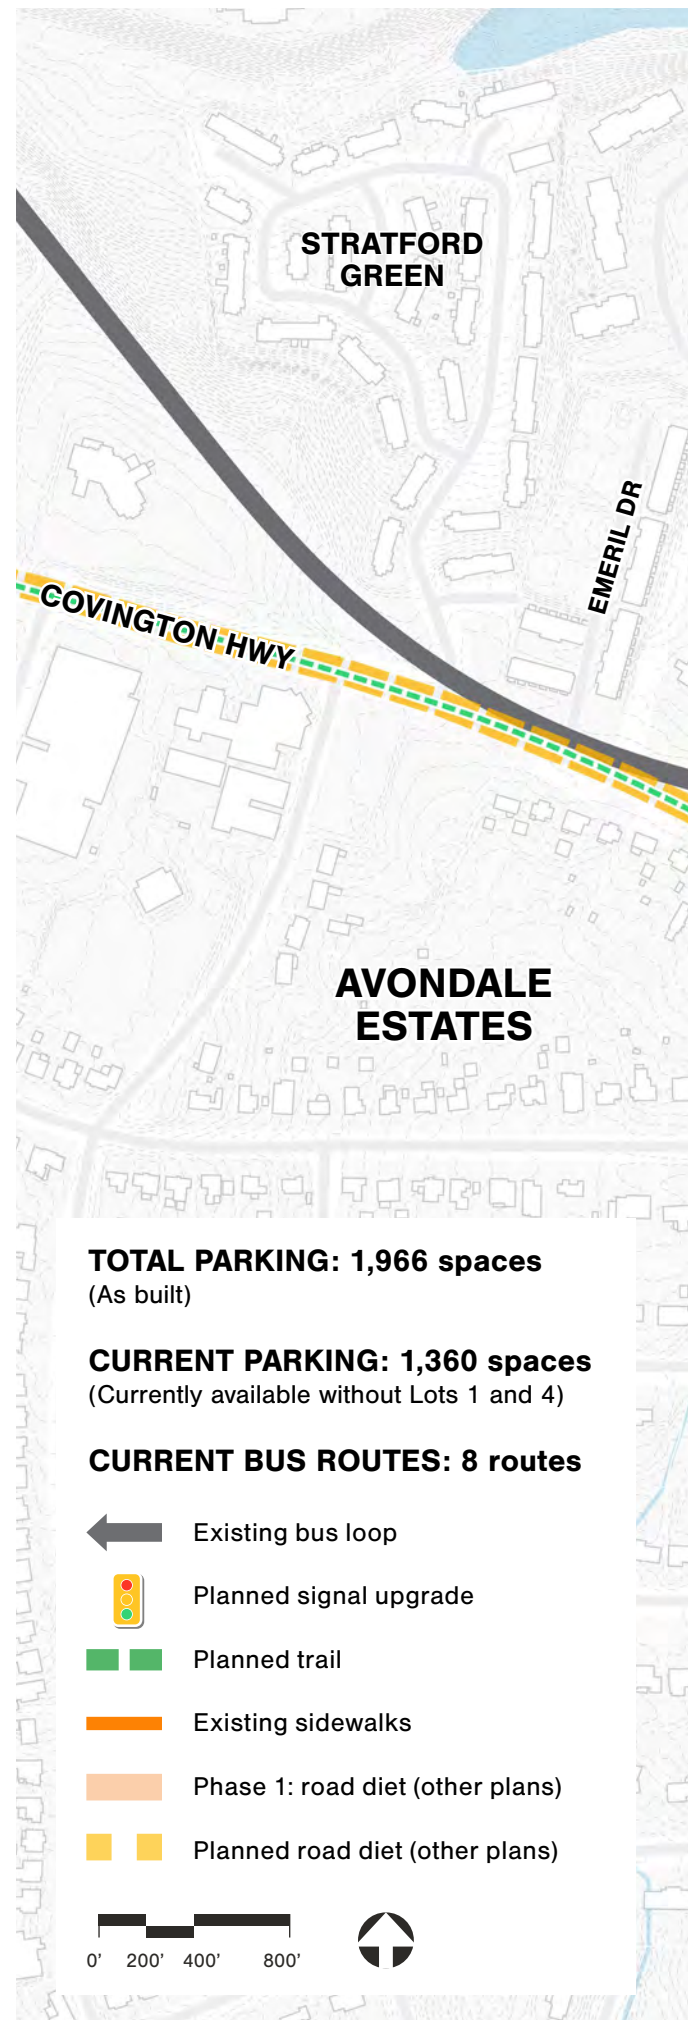 STRATFORD
GREEN
EMERIL DR
COVINGTON HWY
AVONDALE
ESTATES
TOTAL PARKING: 1,966 spaces
(As built)
CURRENT PARKING: 1,360 spaces
(Currently available without Lots 1 and 4)
CURRENT BUS ROUTES: 8 routes
Existing bus loop
Planned signal upgrade
Planned trail
Existing sidewalks
Phase 1: road diet (other plans)
Planned road diet (other plans)
0' 200' 400' 800'